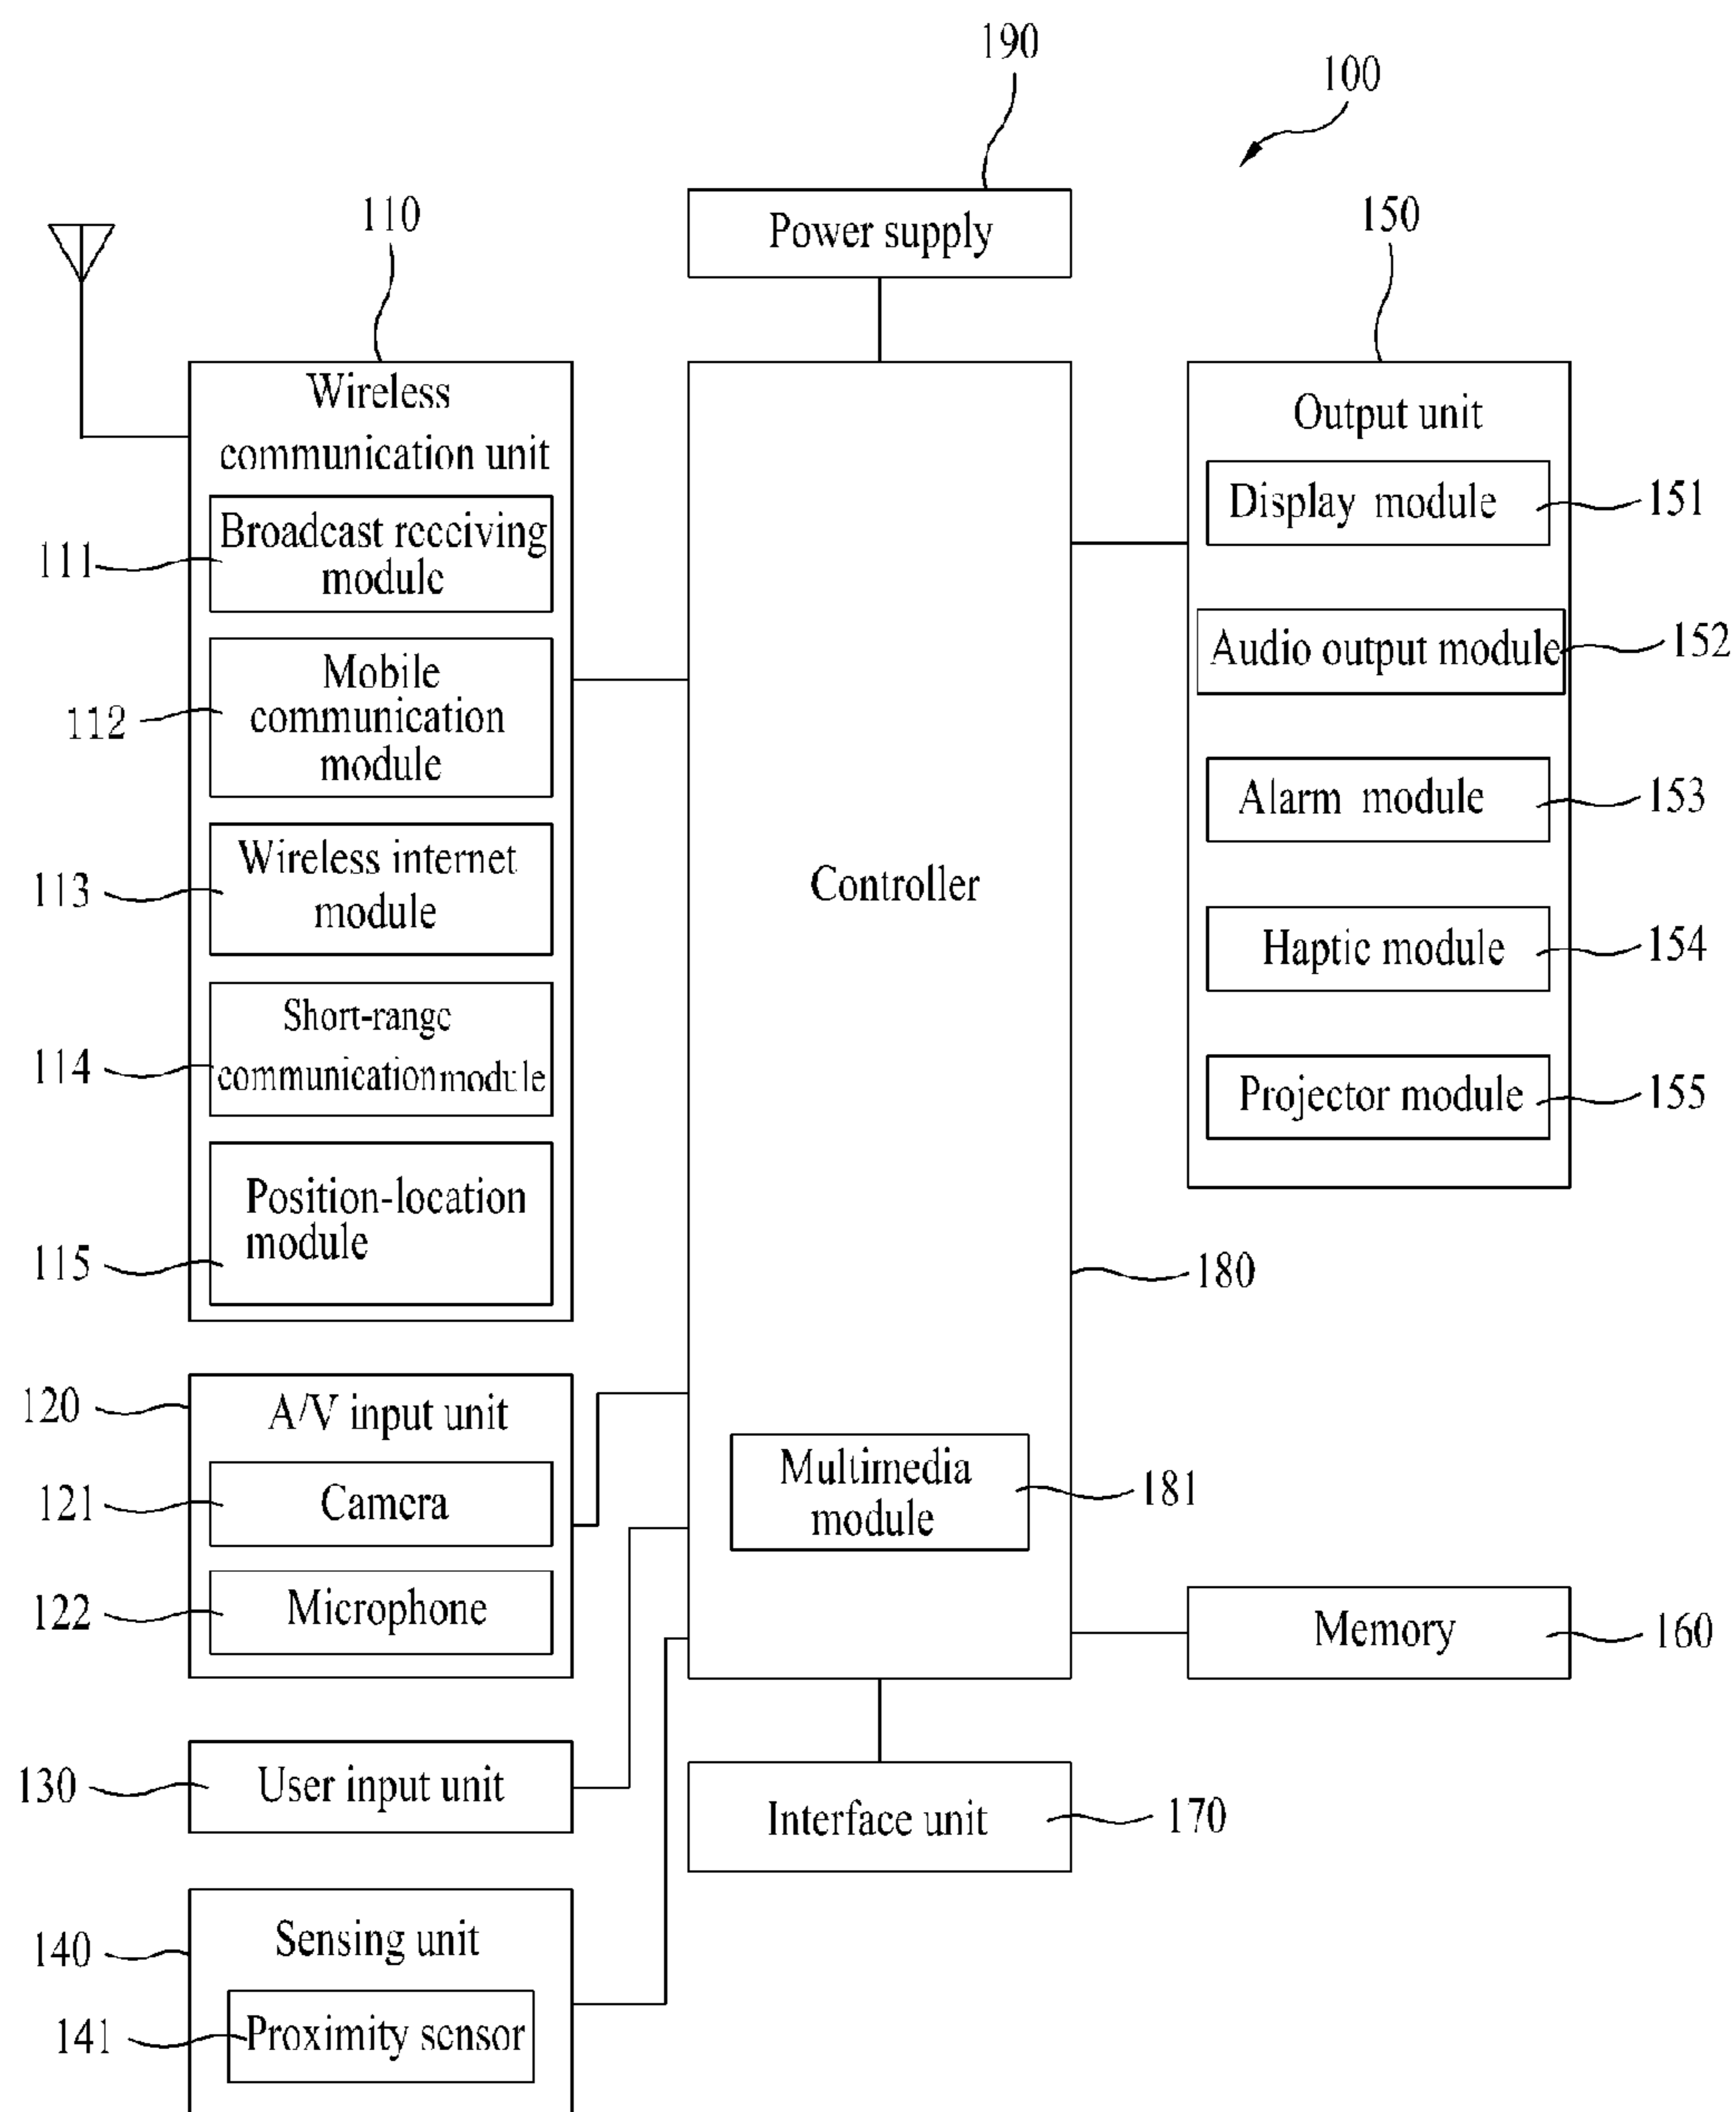 190
100
110
Power supply
150
Wireless
communication unit
Broadcast receiving
module
111
Mobile
communication
module
112
Wireless internet
module
113
Short-range
communication module
114
Position-location
module
115
Controller
180
Multimedia
module
181
Output unit
Display module
151
Audio output module
152
Alarm module
153
Haptic module
154
Projector module
155
120
A/V input unit
121
Camera
122
Microphone
Memory
160
130
User input unit
Interface unit
170
140
Sensing unit
141
Proximity sensor